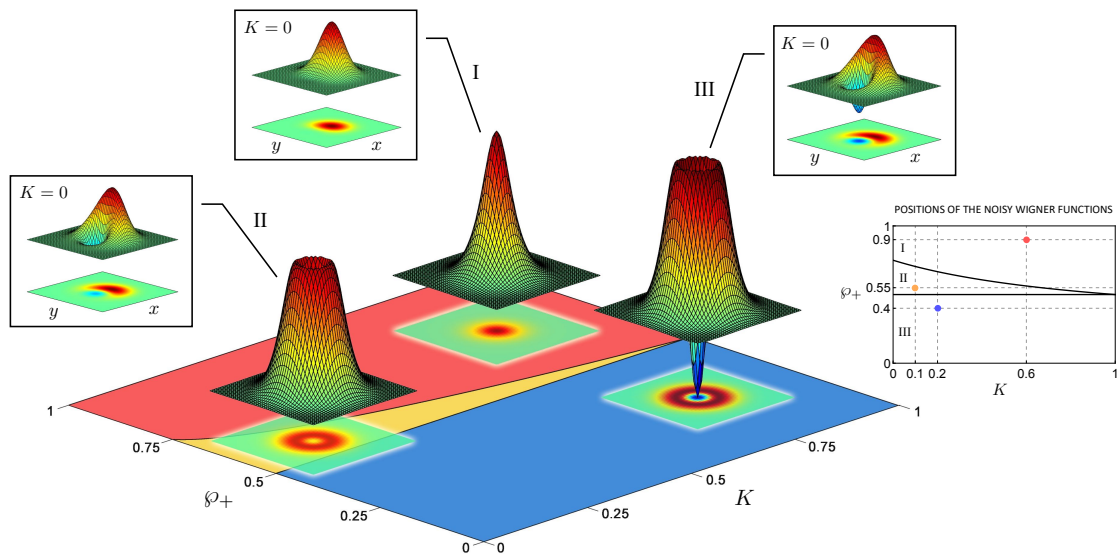 K = 0
y
x
I
K = 0
y
x
III
K = 0
y
x
II
POSITIONS OF THE NOISY WIGNER FUNCTIONS
1
0.9
I
II
0.55
℘+
0.4
III
0
0
0.1
0.2
0.6
1
K
1
0.75
0.5
0.25
0
℘+
0
0.25
0.5
0.75
1
K